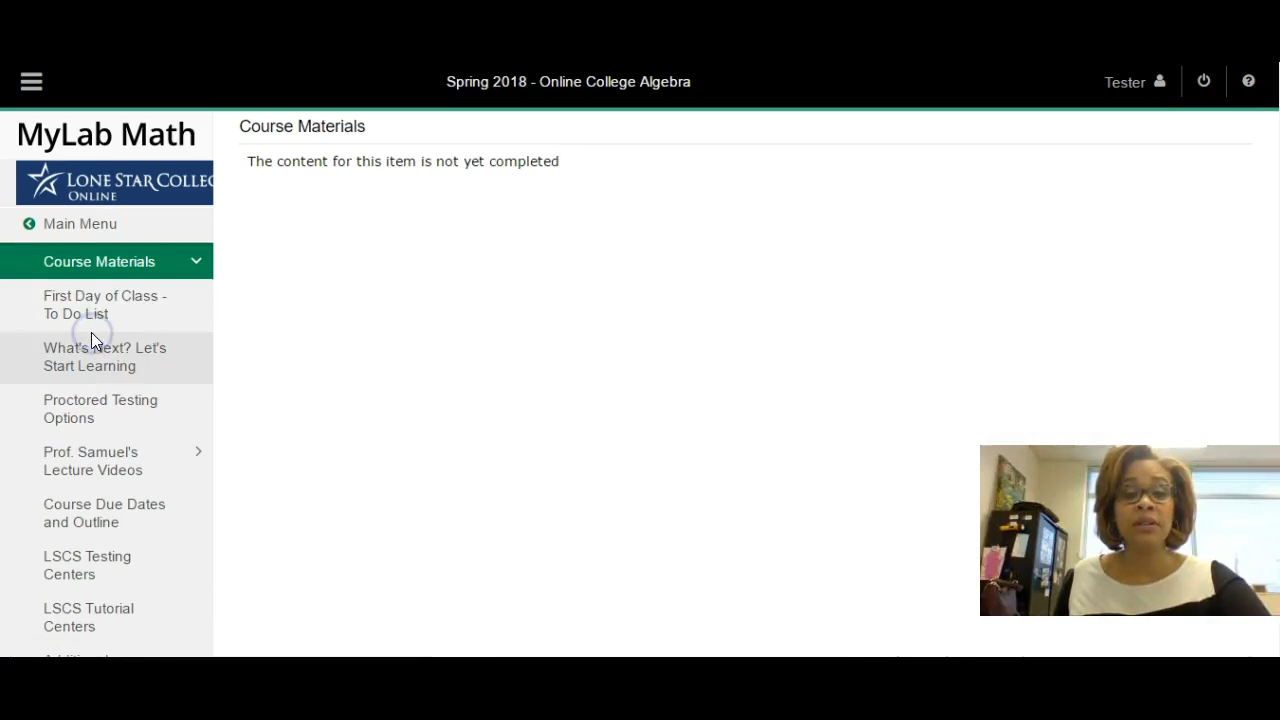 Spring 2018 - Online College Algebra
Tester
MyLab Math
LONE STAR COLLEG
ONLINE
Main Menu
Course Materials
First Day of Class -
To Do List
What's Next? Let's
Start Learning
Proctored Testing
Options
Prof. Samuel's
Lecture Videos
Course Due Dates
and Outline
LSCS Testing
Centers
LSCS Tutorial
Centers
Course Materials
The content for this item is not yet completed